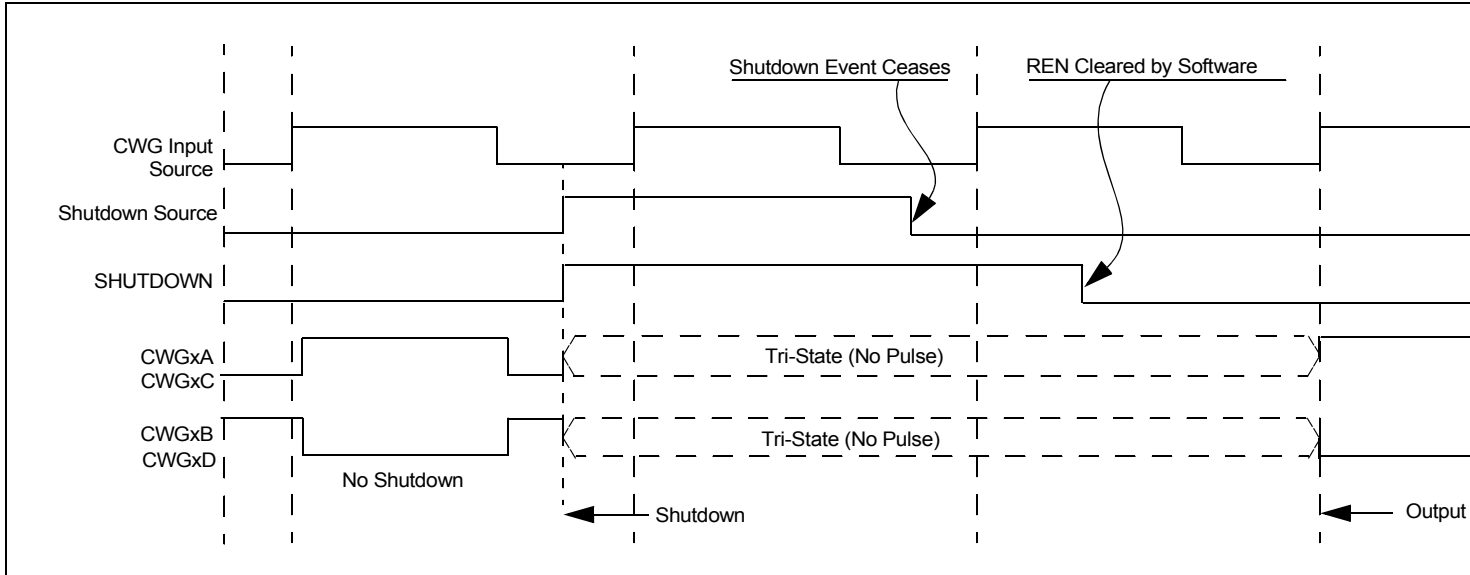 Shutdown Event Ceases
REN Cleared by Software
CWG Input
Source
Shutdown Source
SHUTDOWN
CWGxA
CWGxC
Tri-State (No Pulse)
CWGxB
CWGxD
Tri-State (No Pulse)
No Shutdown
Shutdown
Output